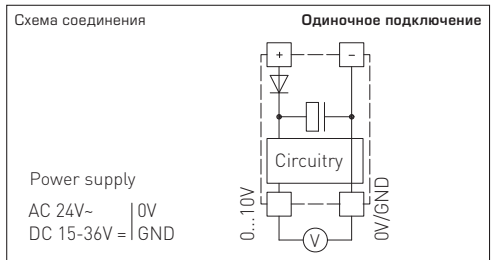 Схема соединения
Одиночное подключение
+ −
Circuitry
Power supply
AC 24V~ | 0V
DC 15-36V = | GND
0...10V
0V/GND
V